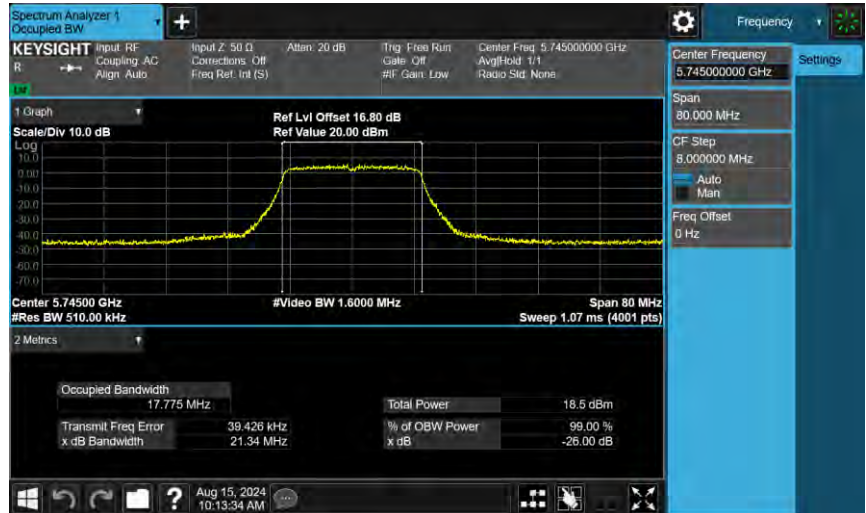 Spectrum Analyzer 1
Occupied BW
+
Frequency
KEYSIGHT
R
Input: RF
Coupling: AC
Align: Auto
Input Z: 50 Ω
Corrections: Off
Freq Ref: Int (S)
Atten: 20 dB
Trig: Free Run
Gate: Off
#IF Gain: Low
Center Freq: 5.745000000 GHz
Avg|Hold: 1/1
Radio Std: None
Center Frequency
5.745000000 GHz
Settings
Span
80.000 MHz
CF Step
8.000000 MHz
Auto
Man
Freq Offset
0 Hz
1 Graph
Scale/Div 10.0 dB
Ref Lvl Offset 16.80 dB
Ref Value 20.00 dBm
Log
10.0
0.00
-10.0
-20.0
-30.0
-40.0
-50.0
-60.0
-70.0
Center 5.74500 GHz
#Video BW 1.6000 MHz
Span 80 MHz
#Res BW 510.00 kHz
Sweep 1.07 ms (4001 pts)
2 Metrics
Occupied Bandwidth
17.775 MHz
Total Power 18.5 dBm
Transmit Freq Error 39.426 kHz
% of OBW Power 99.00 %
x dB Bandwidth 21.34 MHz
x dB -26.00 dB
?
Aug 15, 2024
10:13:34 AM